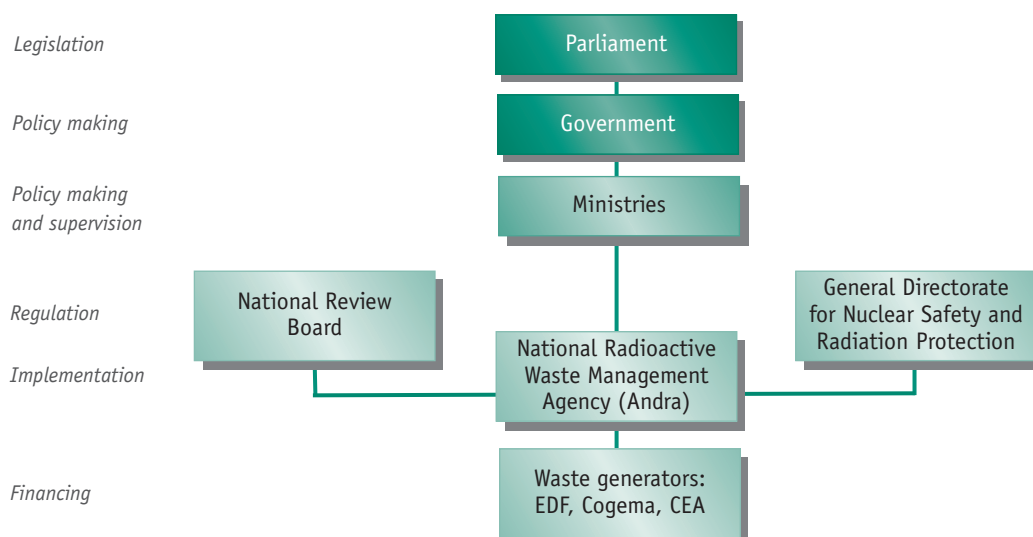 Legislation
Parliament
Policy making
Government
Policy making
and supervision
Ministries
Regulation
National Review
Board
General Directorate
for Nuclear Safety and
Radiation Protection
Implementation
National Radioactive
Waste Management
Agency (Andra)
Financing
Waste generators:
EDF, Cogema, CEA